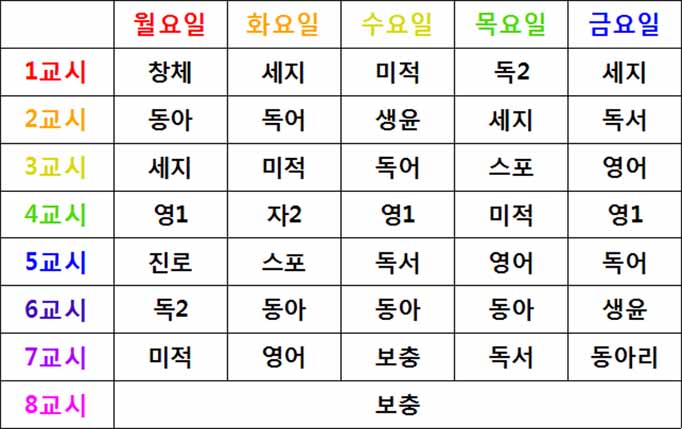 월요일 화요일 수요일 목요일 금요일
1교시 창체 세지 미적 독2 세지
2교시 동아 독어 생윤 세지 독서
3교시 세지 미적 독어 스포 영어
4교시 영1 자2 영1 미적 영1
5교시 진로 스포 독서 영어 독어
6교시 독2 동아 동아 동아 생윤
7교시 미적 영어 보충 독서 동아리
8교시 보충